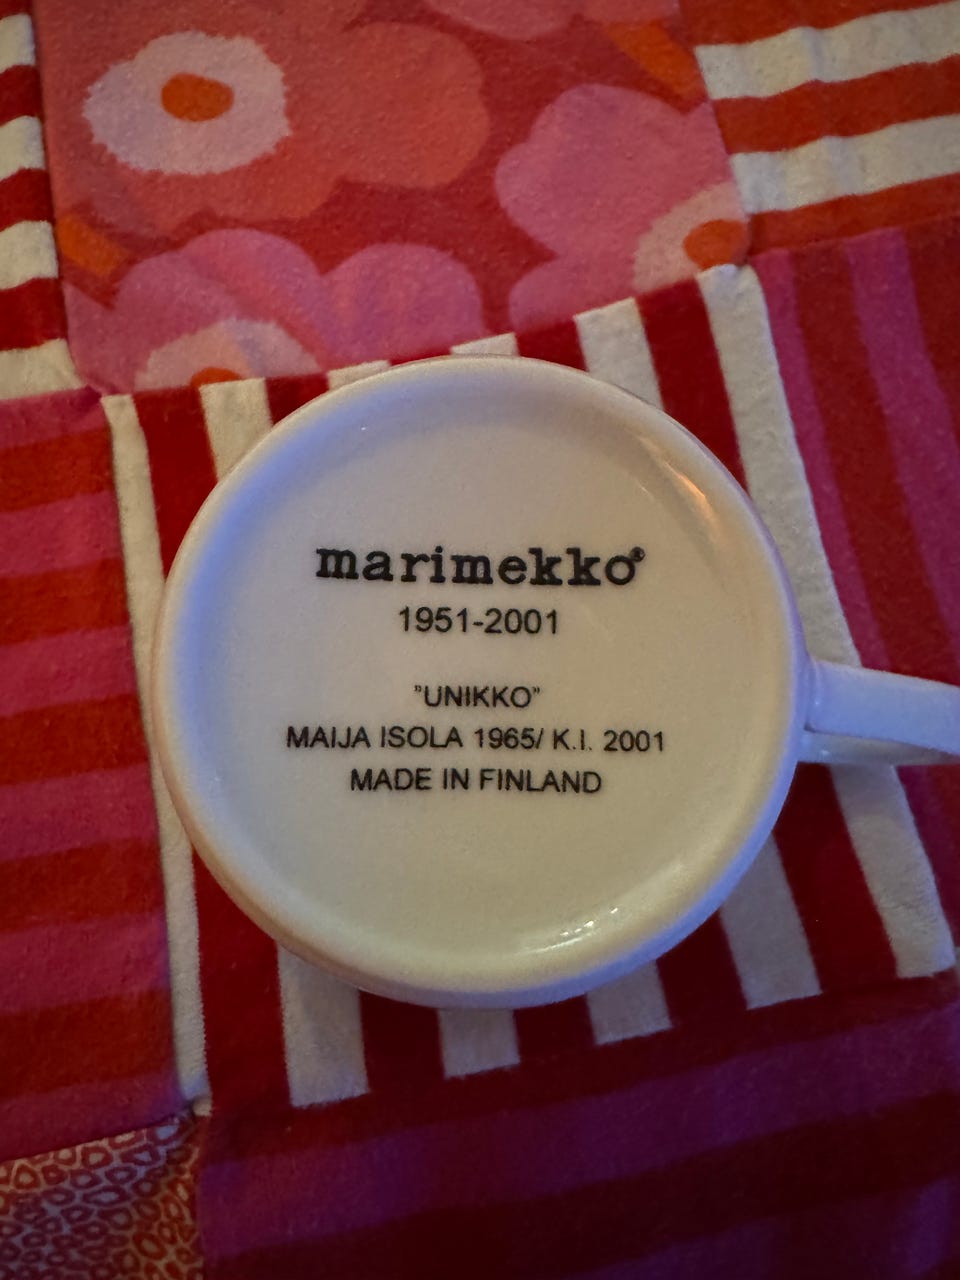 marimekko®
1951-2001
"UNIKKO"
MAIJA ISOLA 1965/ K.I. 2001
MADE IN FINLAND